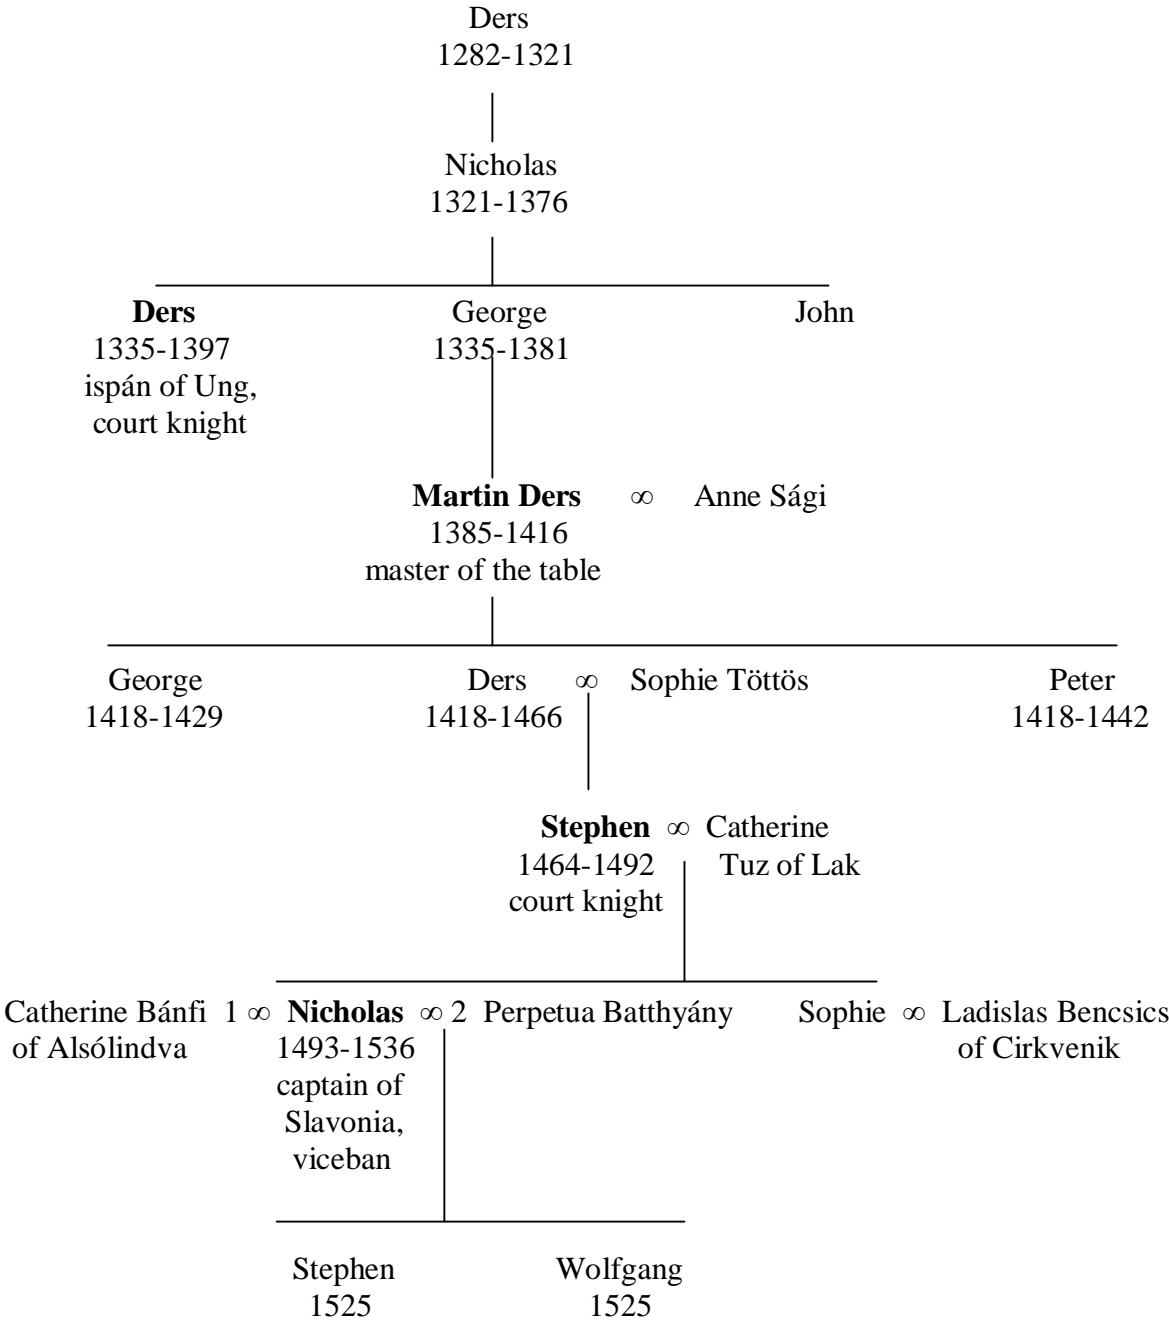 Ders
1282-1321
Nicholas
1321-1376
Ders
1335-1397
ispán of Ung,
court knight
George
1335-1381
John
Martin Ders ∞ Anne Sági
1385-1416
master of the table
George
1418-1429
Ders ∞ Sophie Töttös
1418-1466
Peter
1418-1442
Stephen ∞ Catherine
1464-1492 Tuz of Lak
court knight
Catherine Bánfi 1 ∞ Nicholas ∞ 2 Perpetua Batthyány
of Alsólindva
1493-1536
captain of
Slavonia,
viceban
Sophie ∞ Ladislas Bencsics
of Cirkvenik
Stephen
1525
Wolfgang
1525